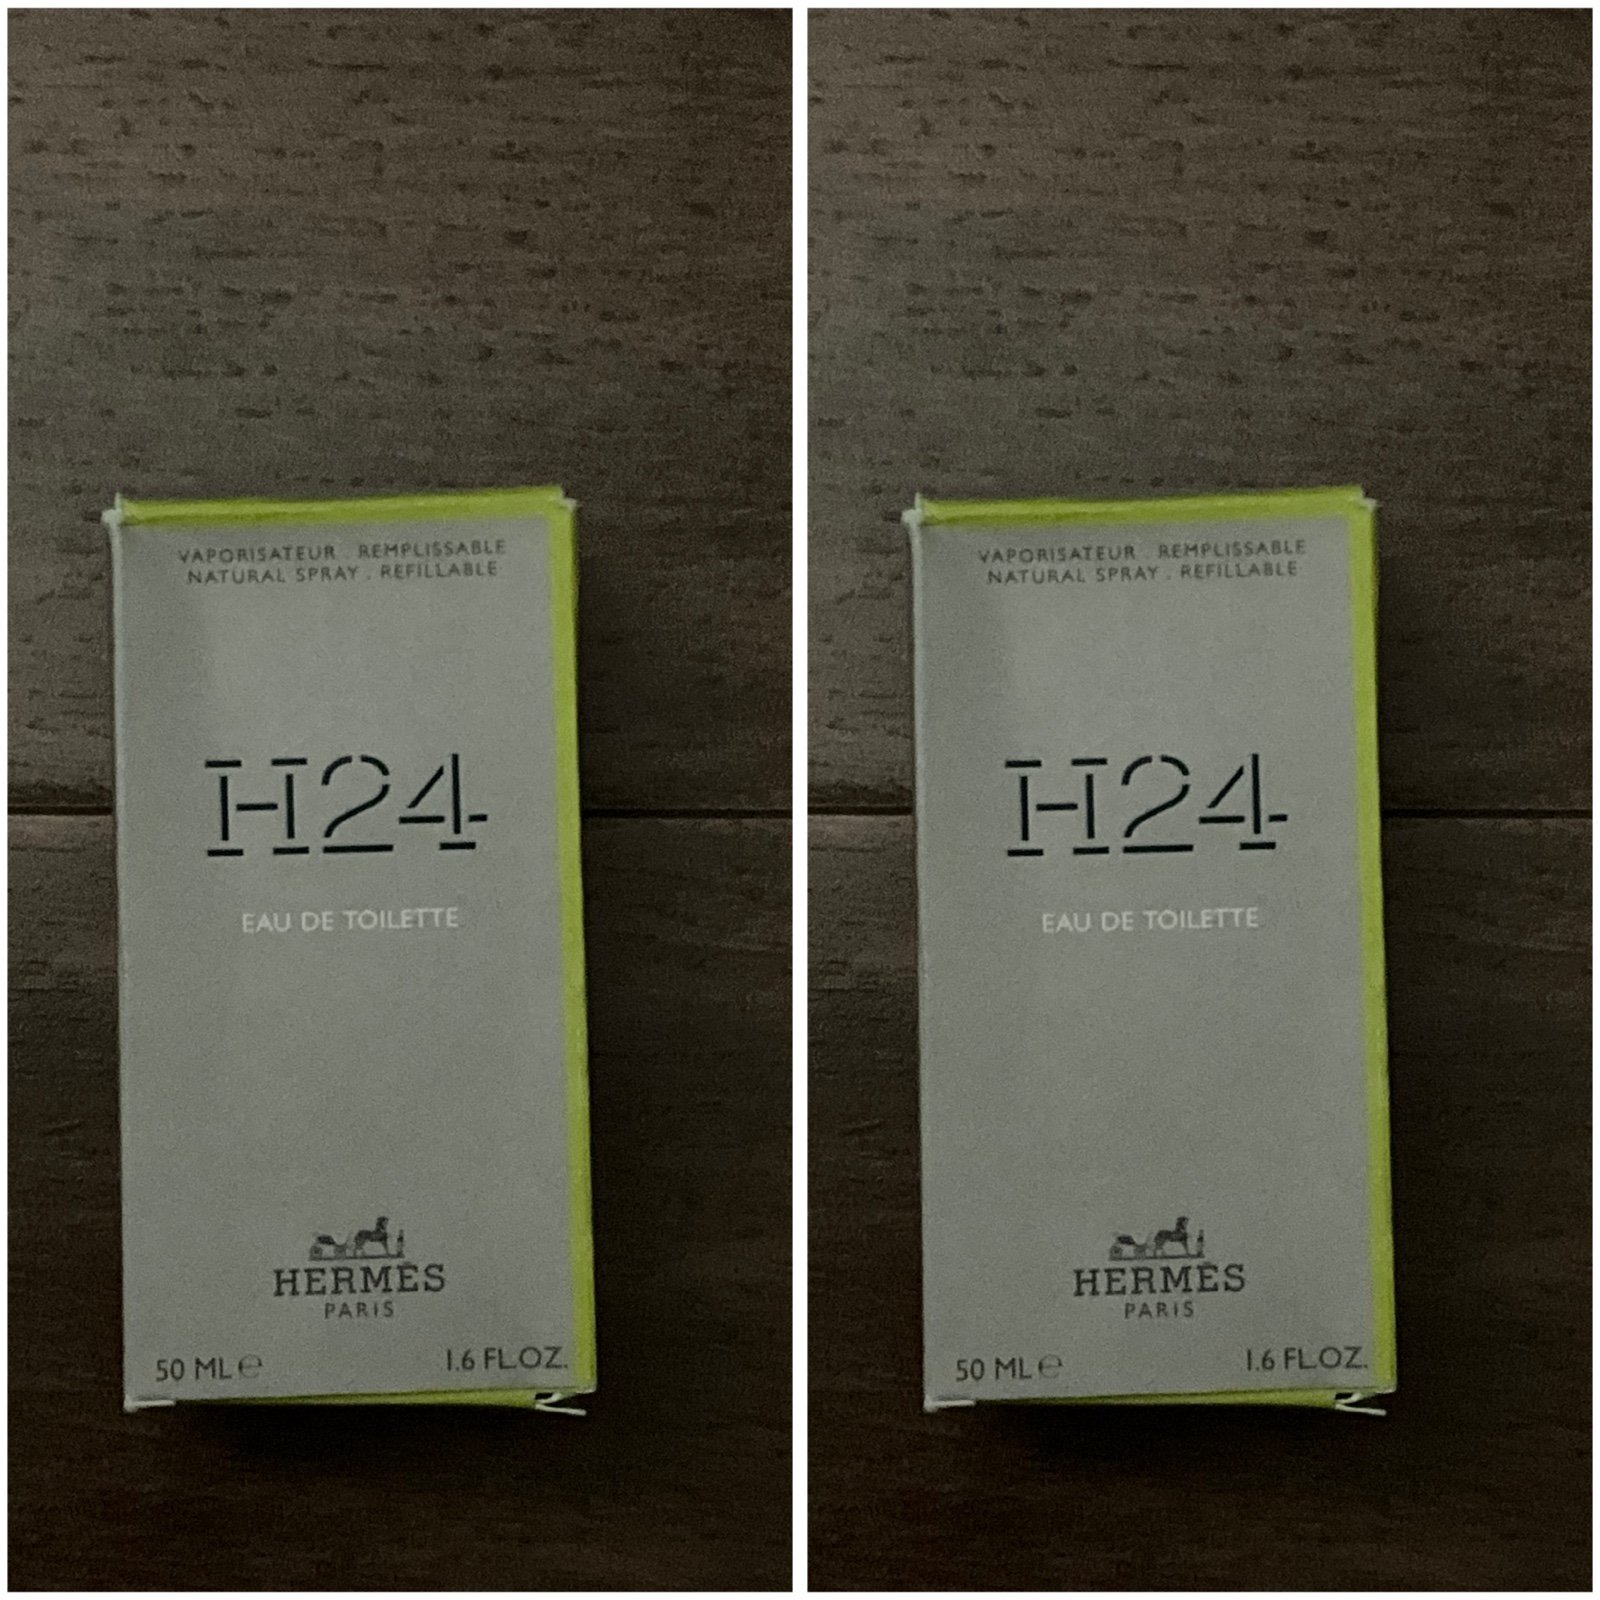 VAPORISATEUR . REMPLISSABLE
NATURAL SPRAY . REFILLABLE
H24
EAU DE TOILETTE
HERMÈS
PARIS
50 ML ℮
1.6 FL.OZ.
VAPORISATEUR . REMPLISSABLE
NATURAL SPRAY . REFILLABLE
H24
EAU DE TOILETTE
HERMÈS
PARIS
50 ML ℮
1.6 FL.OZ.